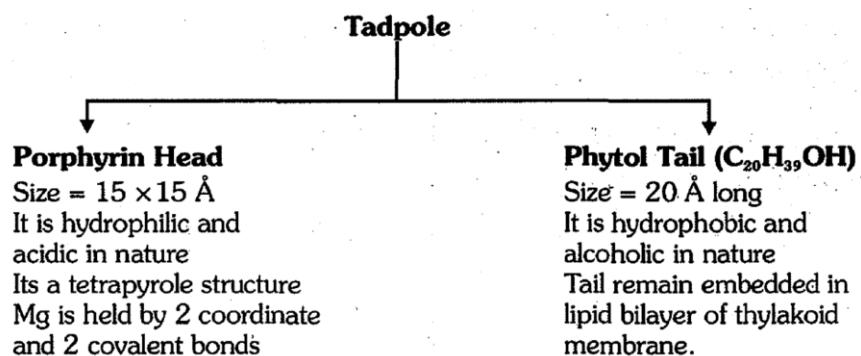 Tadpole
Porphyrin Head
Size = 15 × 15 Å
It is hydrophilic and
acidic in nature
Its a tetrapyrole structure
Mg is held by 2 coordinate
and 2 covalent bonds
Phytol Tail (C₂₀H₃₉OH)
Size = 20 Å long
It is hydrophobic and
alcoholic in nature
Tail remain embedded in
lipid bilayer of thylakoid
membrane.